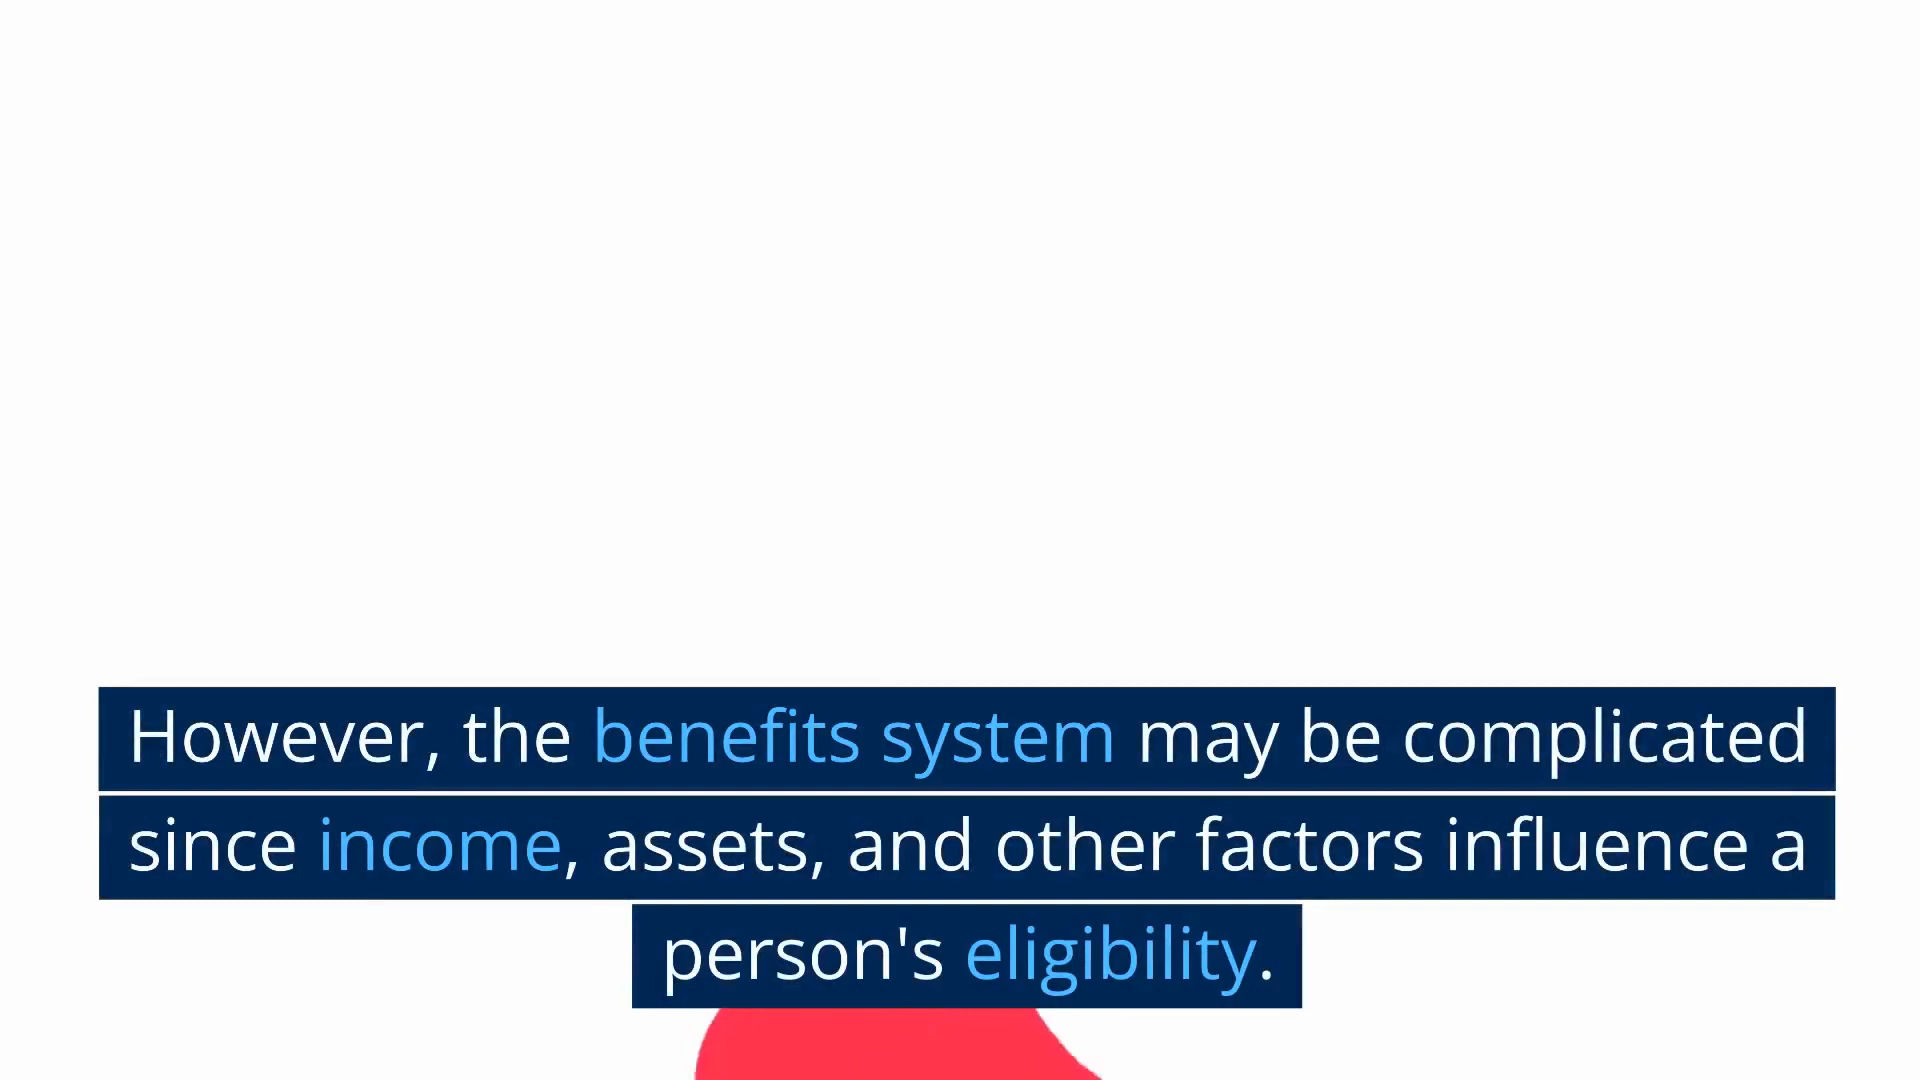 However, the benefits system may be complicated
since income, assets, and other factors influence a
person's eligibility.